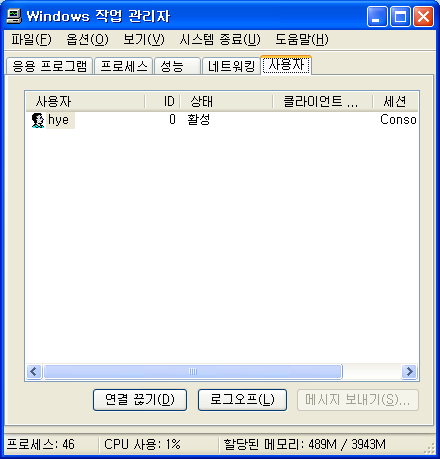 Windows 작업 관리자
파일(F) 옵션(O) 보기(V) 시스템 종료(U) 도움말(H)
응용 프로그램 프로세스 성능 네트워킹 사용자
사용자 ID 상태 클라이언트 ... 세션
hye 0 활성 Conso
연결 끊기(D) 로그오프(L) 메시지 보내기(S)...
프로세스: 46 CPU 사용: 1% 할당된 메모리: 489M / 3943M